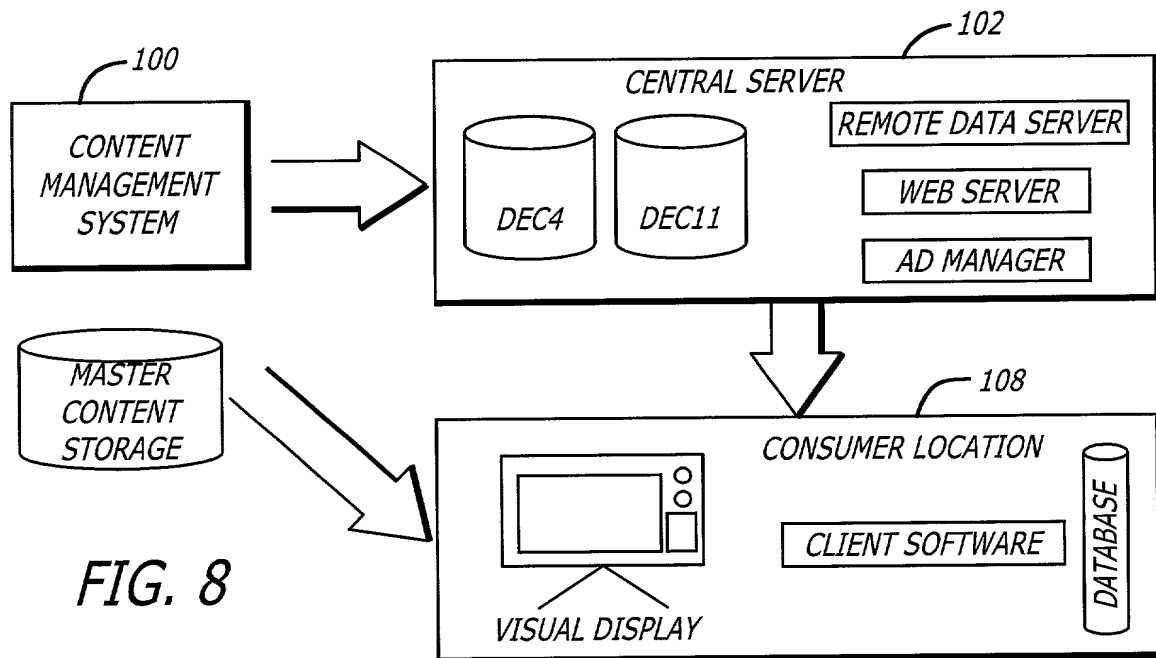 100
CONTENT
MANAGEMENT
SYSTEM
102
CENTRAL SERVER
DEC4
DEC11
REMOTE DATA SERVER
WEB SERVER
AD MANAGER
MASTER
CONTENT
STORAGE
108
CONSUMER LOCATION
CLIENT SOFTWARE
DATABASE
VISUAL DISPLAY
FIG. 8